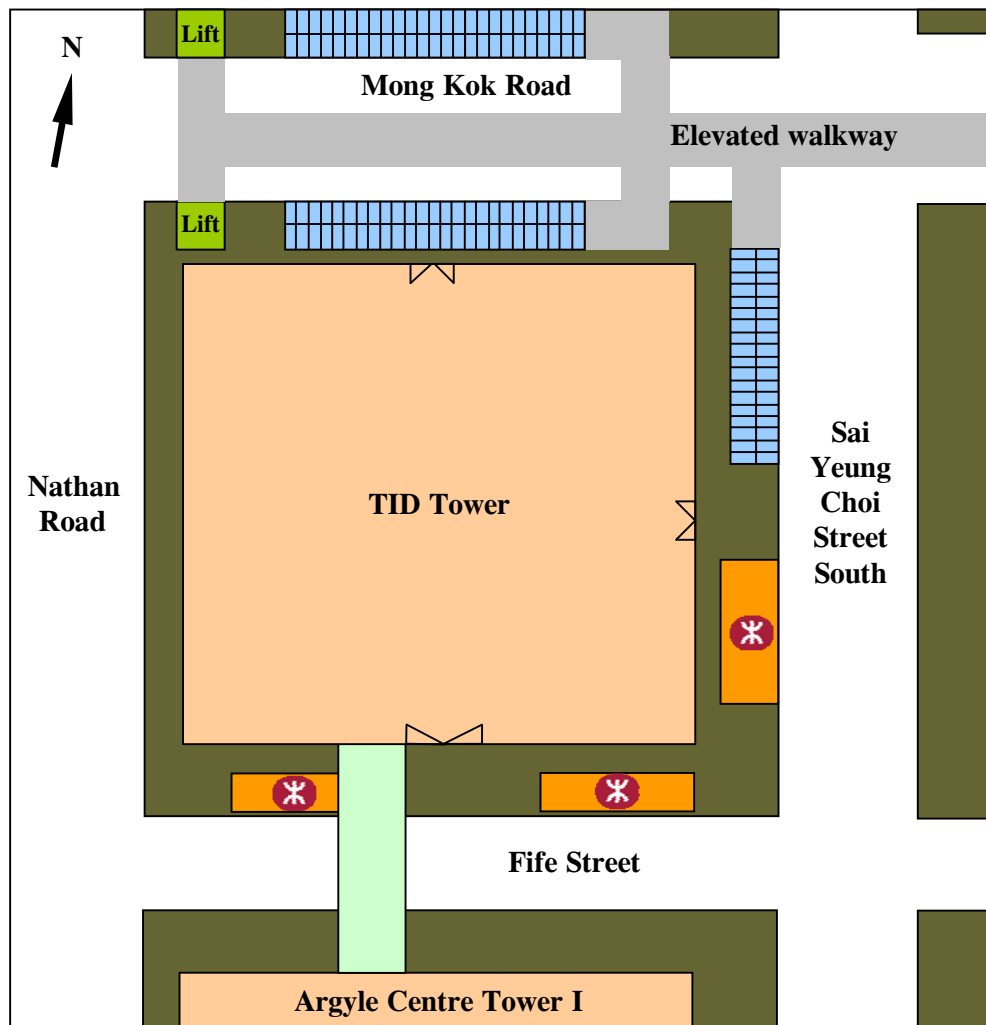 Lift
N
Mong Kok Road
Elevated walkway
Lift
Sai
Yeung
Choi
Street
South
Nathan
Road
TID Tower
Fife Street
Argyle Centre Tower I